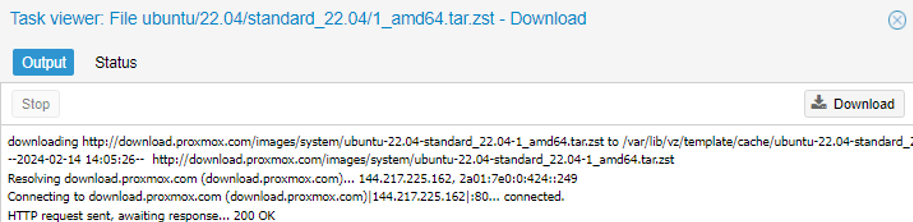 Task viewer: File ubuntu/22.04/standard_22.04/1_amd64.tar.zst - Download
Output Status
Stop Download
downloading http://download.proxmox.com/images/system/ubuntu-22.04-standard_22.04-1_amd64.tar.zst to /var/lib/vz/template/cache/ubuntu-22.04-standard_2
--2024-02-14 14:05:26-- http://download.proxmox.com/images/system/ubuntu-22.04-standard_22.04-1_amd64.tar.zst
Resolving download.proxmox.com (download.proxmox.com)... 144.217.225.162, 2a01:7e0:0:424::249
Connecting to download.proxmox.com (download.proxmox.com)|144.217.225.162|:80... connected.
HTTP request sent, awaiting response... 200 OK